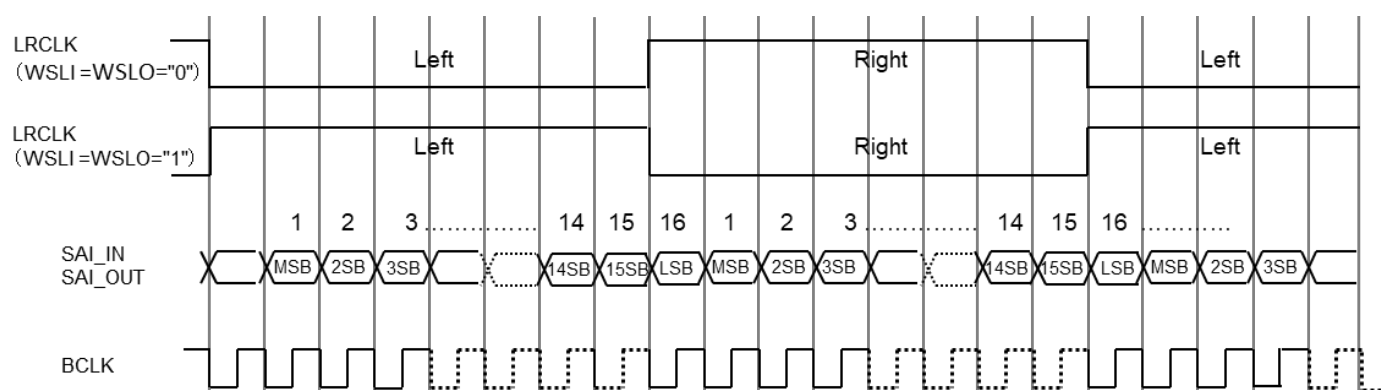 LRCLK
（WSLI =WSLO="0"） Left Right Left
LRCLK
（WSLI =WSLO="1"） Left Right Left
1 2 3 .............. 14 15 16 1 2 3 .............. 14 15 16 ...........
SAI_IN
SAI_OUT
MSB 2SB 3SB 14SB 15SB LSB MSB 2SB 3SB 14SB 15SB LSB MSB 2SB 3SB
BCLK